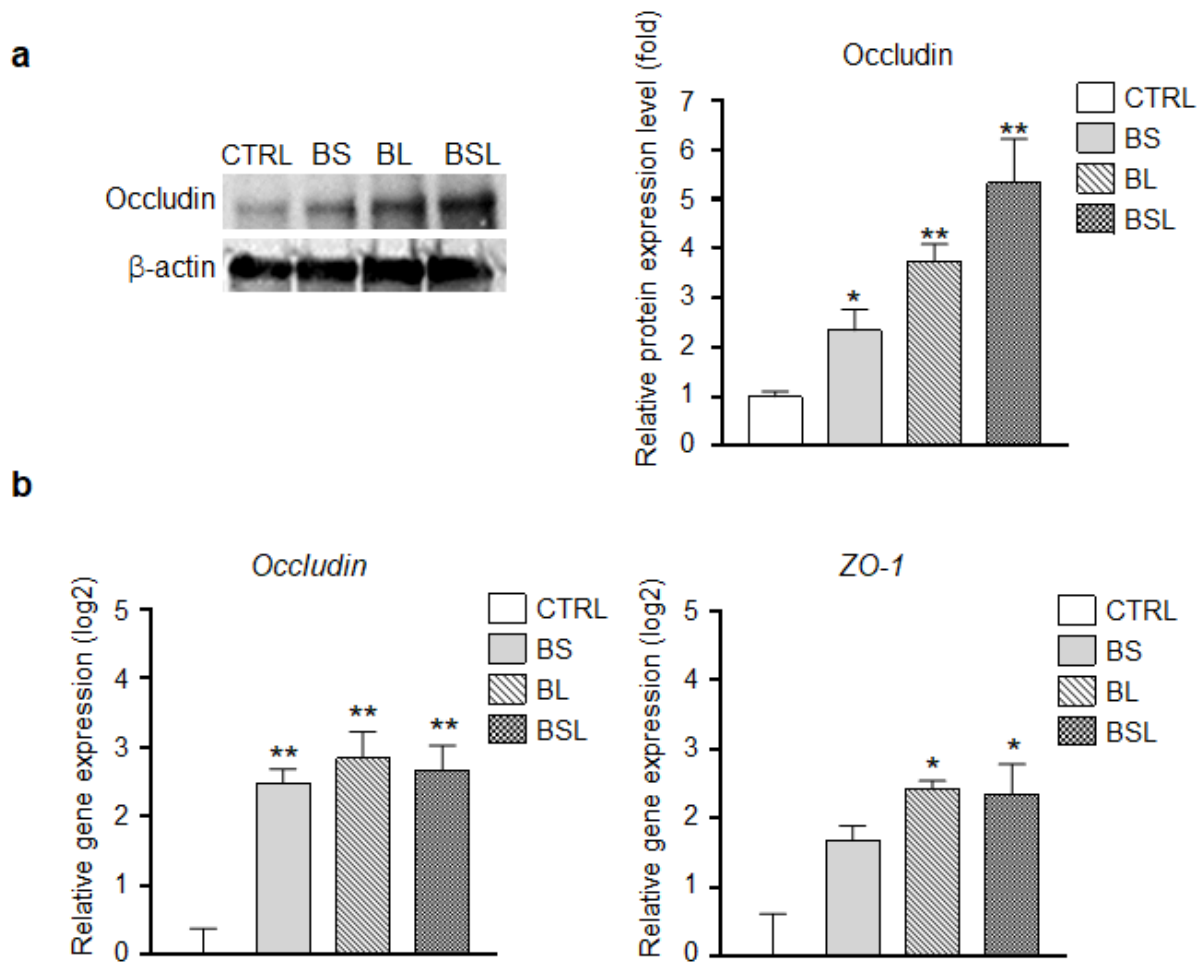 a
CTRL BS BL BSL
Occludin
β-actin
Occludin
Relative protein expression level (fold)
7
6
5
4
3
2
1
0
*
**
**
CTRL
BS
BL
BSL
b
Occludin
Relative gene expression (log2)
5
4
3
2
1
0
**
**
**
CTRL
BS
BL
BSL
ZO-1
Relative gene expression (log2)
5
4
3
2
1
0
*
*
CTRL
BS
BL
BSL